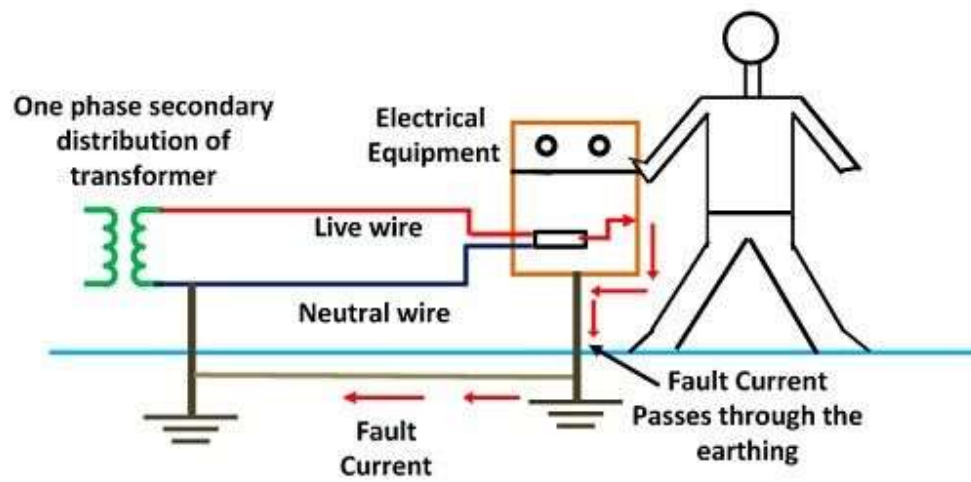 One phase secondary
distribution of
transformer
Electrical
Equipment
Live wire
Neutral wire
Fault Current
Passes through the
earthing
Fault
Current